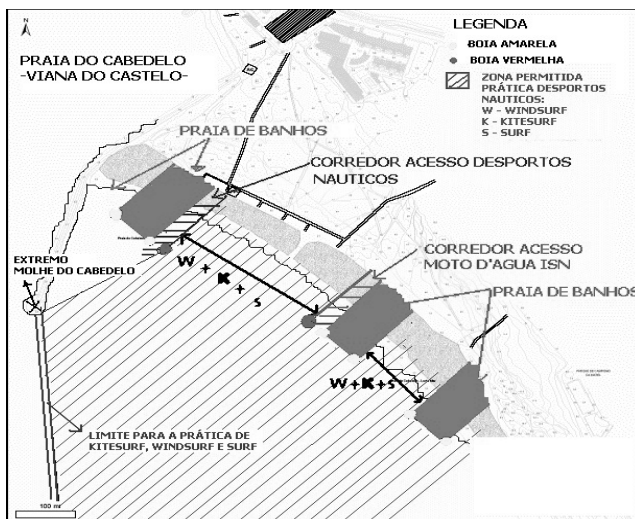 N
PRAIA DO CABEDELO
-VIANA DO CASTELO-
LEGENDA
BOIA AMARELA
BOIA VERMELHA
ZONA PERMITIDA
PRÁTICA DESPORTOS
NAUTICOS:
W - WINDSURF
K - KITESURF
S - SURF
PRAIA DE BANHOS
CORREDOR ACESSO DESPORTOS
NAUTICOS
CORREDOR ACESSO
MOTO D'AGUA ISN
PRAIA DE BANHOS
EXTREMO
MOLHE DO CABEDELO
W + K + S
W+K+S
LIMITE PARA A PRÁTICA DE
KITESURF, WINDSURF E SURF
100 m